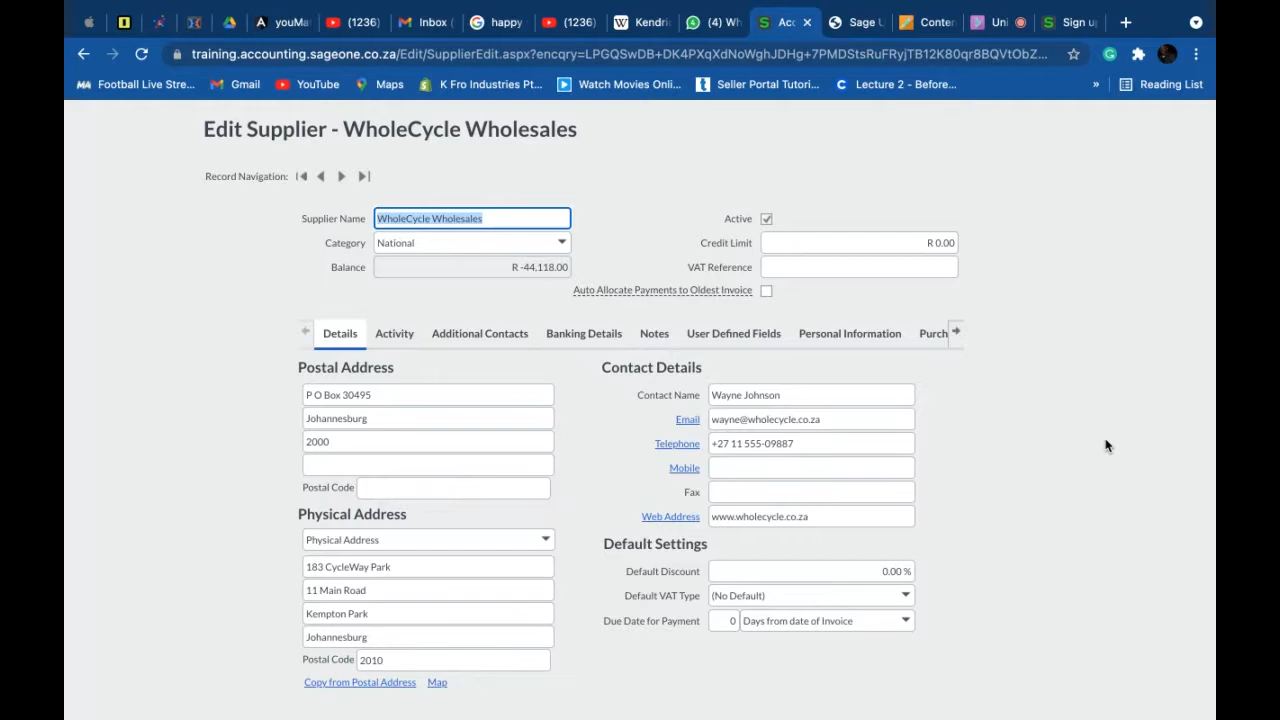 youMa
(1236)
Inbox (
happy
(1236)
Kendri
(4) Wh
Acc
Sage U
Conten
Uni
Sign up
training.accounting.sageone.co.za/Edit/SupplierEdit.aspx?encqry=LPGQSwDB+DK4PXqXdNoWghJDHg+7PMDStsRuFRyjTB12K80qr8BQVtObZ...
Football Live Stre...
Gmail
YouTube
Maps
K Fro Industries Pt...
Watch Movies Onli...
Seller Portal Tutori...
Lecture 2 - Before...
»
Reading List
Edit Supplier - WholeCycle Wholesales
Record Navigation:
Supplier Name WholeCycle Wholesales
Active
Category National
Credit Limit R 0.00
Balance R -44,118.00
VAT Reference
Auto Allocate Payments to Oldest Invoice
Details Activity Additional Contacts Banking Details Notes User Defined Fields Personal Information Purch
Postal Address
P O Box 30495
Johannesburg
2000
Postal Code
Physical Address
Physical Address
183 CycleWay Park
11 Main Road
Kempton Park
Johannesburg
Postal Code 2010
Copy from Postal Address Map
Contact Details
Contact Name Wayne Johnson
Email wayne@wholecycle.co.za
Telephone +27 11 555-09887
Mobile
Fax
Web Address www.wholecycle.co.za
Default Settings
Default Discount 0.00 %
Default VAT Type (No Default)
Due Date for Payment 0 Days from date of Invoice